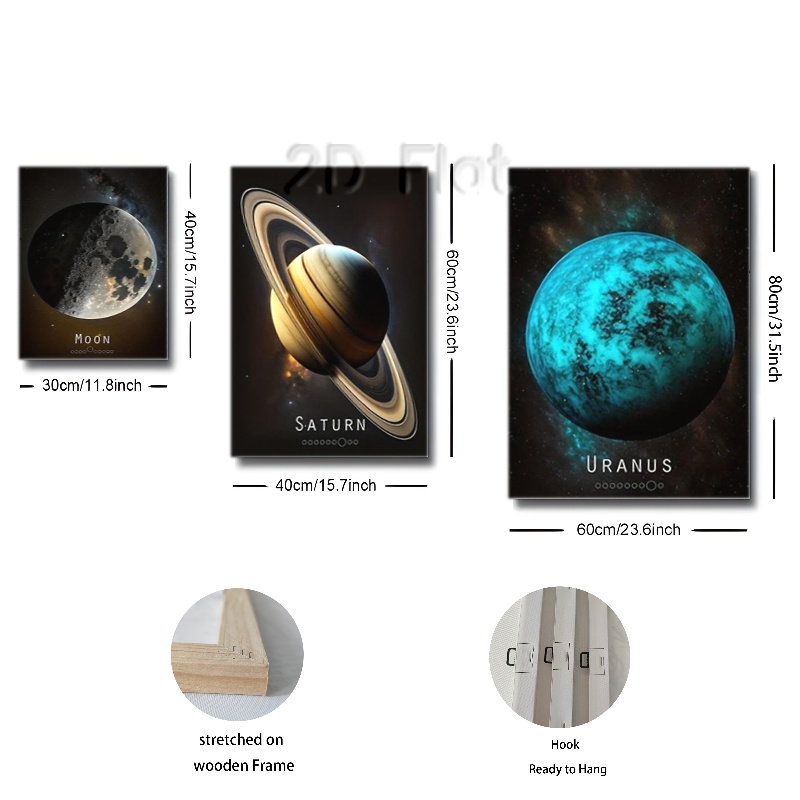 2D Flat
MOON
40cm/15.7inch
30cm/11.8inch
SATURN
60cm/23.6inch
40cm/15.7inch
URANUS
80cm/31.5inch
60cm/23.6inch
stretched on
wooden Frame
Hook
Ready to Hang